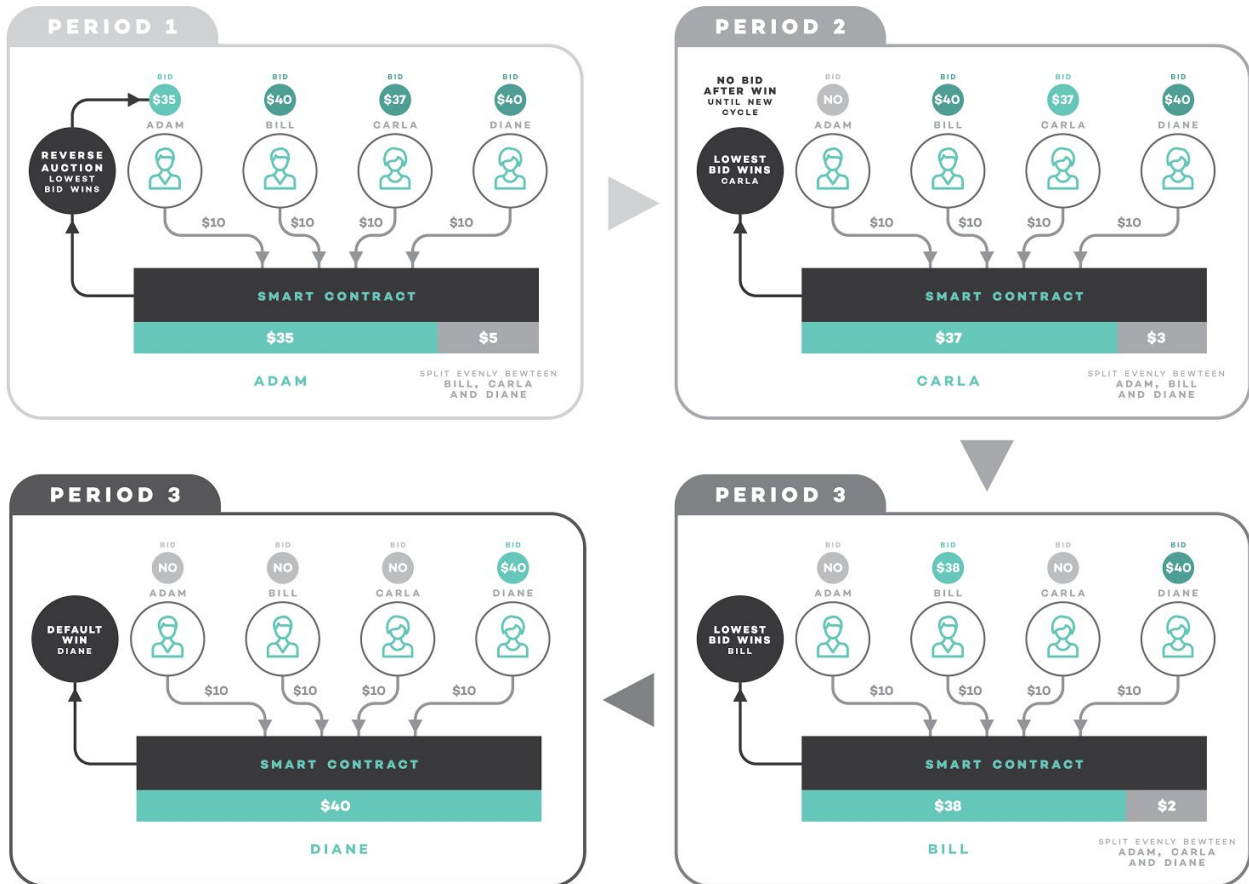 PERIOD 1
BID
BID
BID
BID
$35
$40
$37
$40
ADAM
BILL
CARLA
DIANE
REVERSE
AUCTION
LOWEST
BID WINS
$10
$10
$10
$10
SMART CONTRACT
$35
$5
ADAM
SPLIT EVENLY BEWTEEN
BILL, CARLA
AND DIANE
PERIOD 2
NO BID
AFTER WIN
UNTIL NEW
CYCLE
BID
BID
BID
BID
NO
$40
$37
$40
ADAM
BILL
CARLA
DIANE
LOWEST
BID WINS
CARLA
$10
$10
$10
$10
SMART CONTRACT
$37
$3
CARLA
SPLIT EVENLY BEWTEEN
ADAM, BILL
AND DIANE
PERIOD 3
BID
BID
BID
BID
NO
NO
NO
$40
ADAM
BILL
CARLA
DIANE
DEFAULT
WIN
DIANE
$10
$10
$10
$10
SMART CONTRACT
$40
DIANE
PERIOD 3
BID
BID
BID
BID
NO
$38
NO
$40
ADAM
BILL
CARLA
DIANE
LOWEST
BID WINS
BILL
$10
$10
$10
$10
SMART CONTRACT
$38
$2
BILL
SPLIT EVENLY BEWTEEN
ADAM, CARLA
AND DIANE